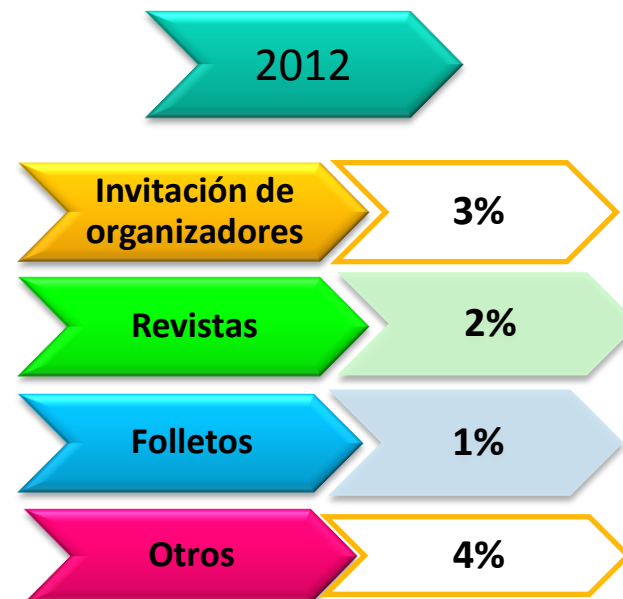 2012
Invitación de
organizadores
3%
Revistas
2%
Folletos
1%
Otros
4%